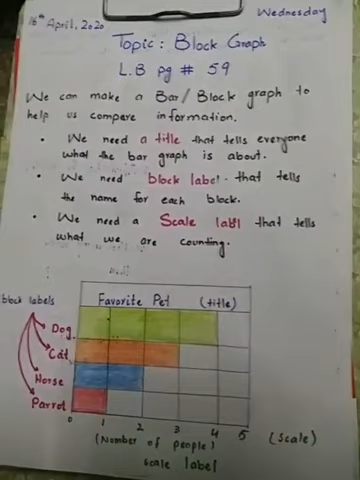 16th April, 2020
Wednesday
Topic: Block Graph
L.B pg # 59
We can make a Bar/Block graph to
help us compare information.
• We need a title that tells everyone
what the bar graph is about.
• We need block label that tells
the name for each block.
• We need a Scale labl that tells
what we are counting.
block labels
Favorite Pet (title)
Dog
Cat
Horse
Parrot
0 1 2 3 4 5
(Number of people) (Scale)
Scale label